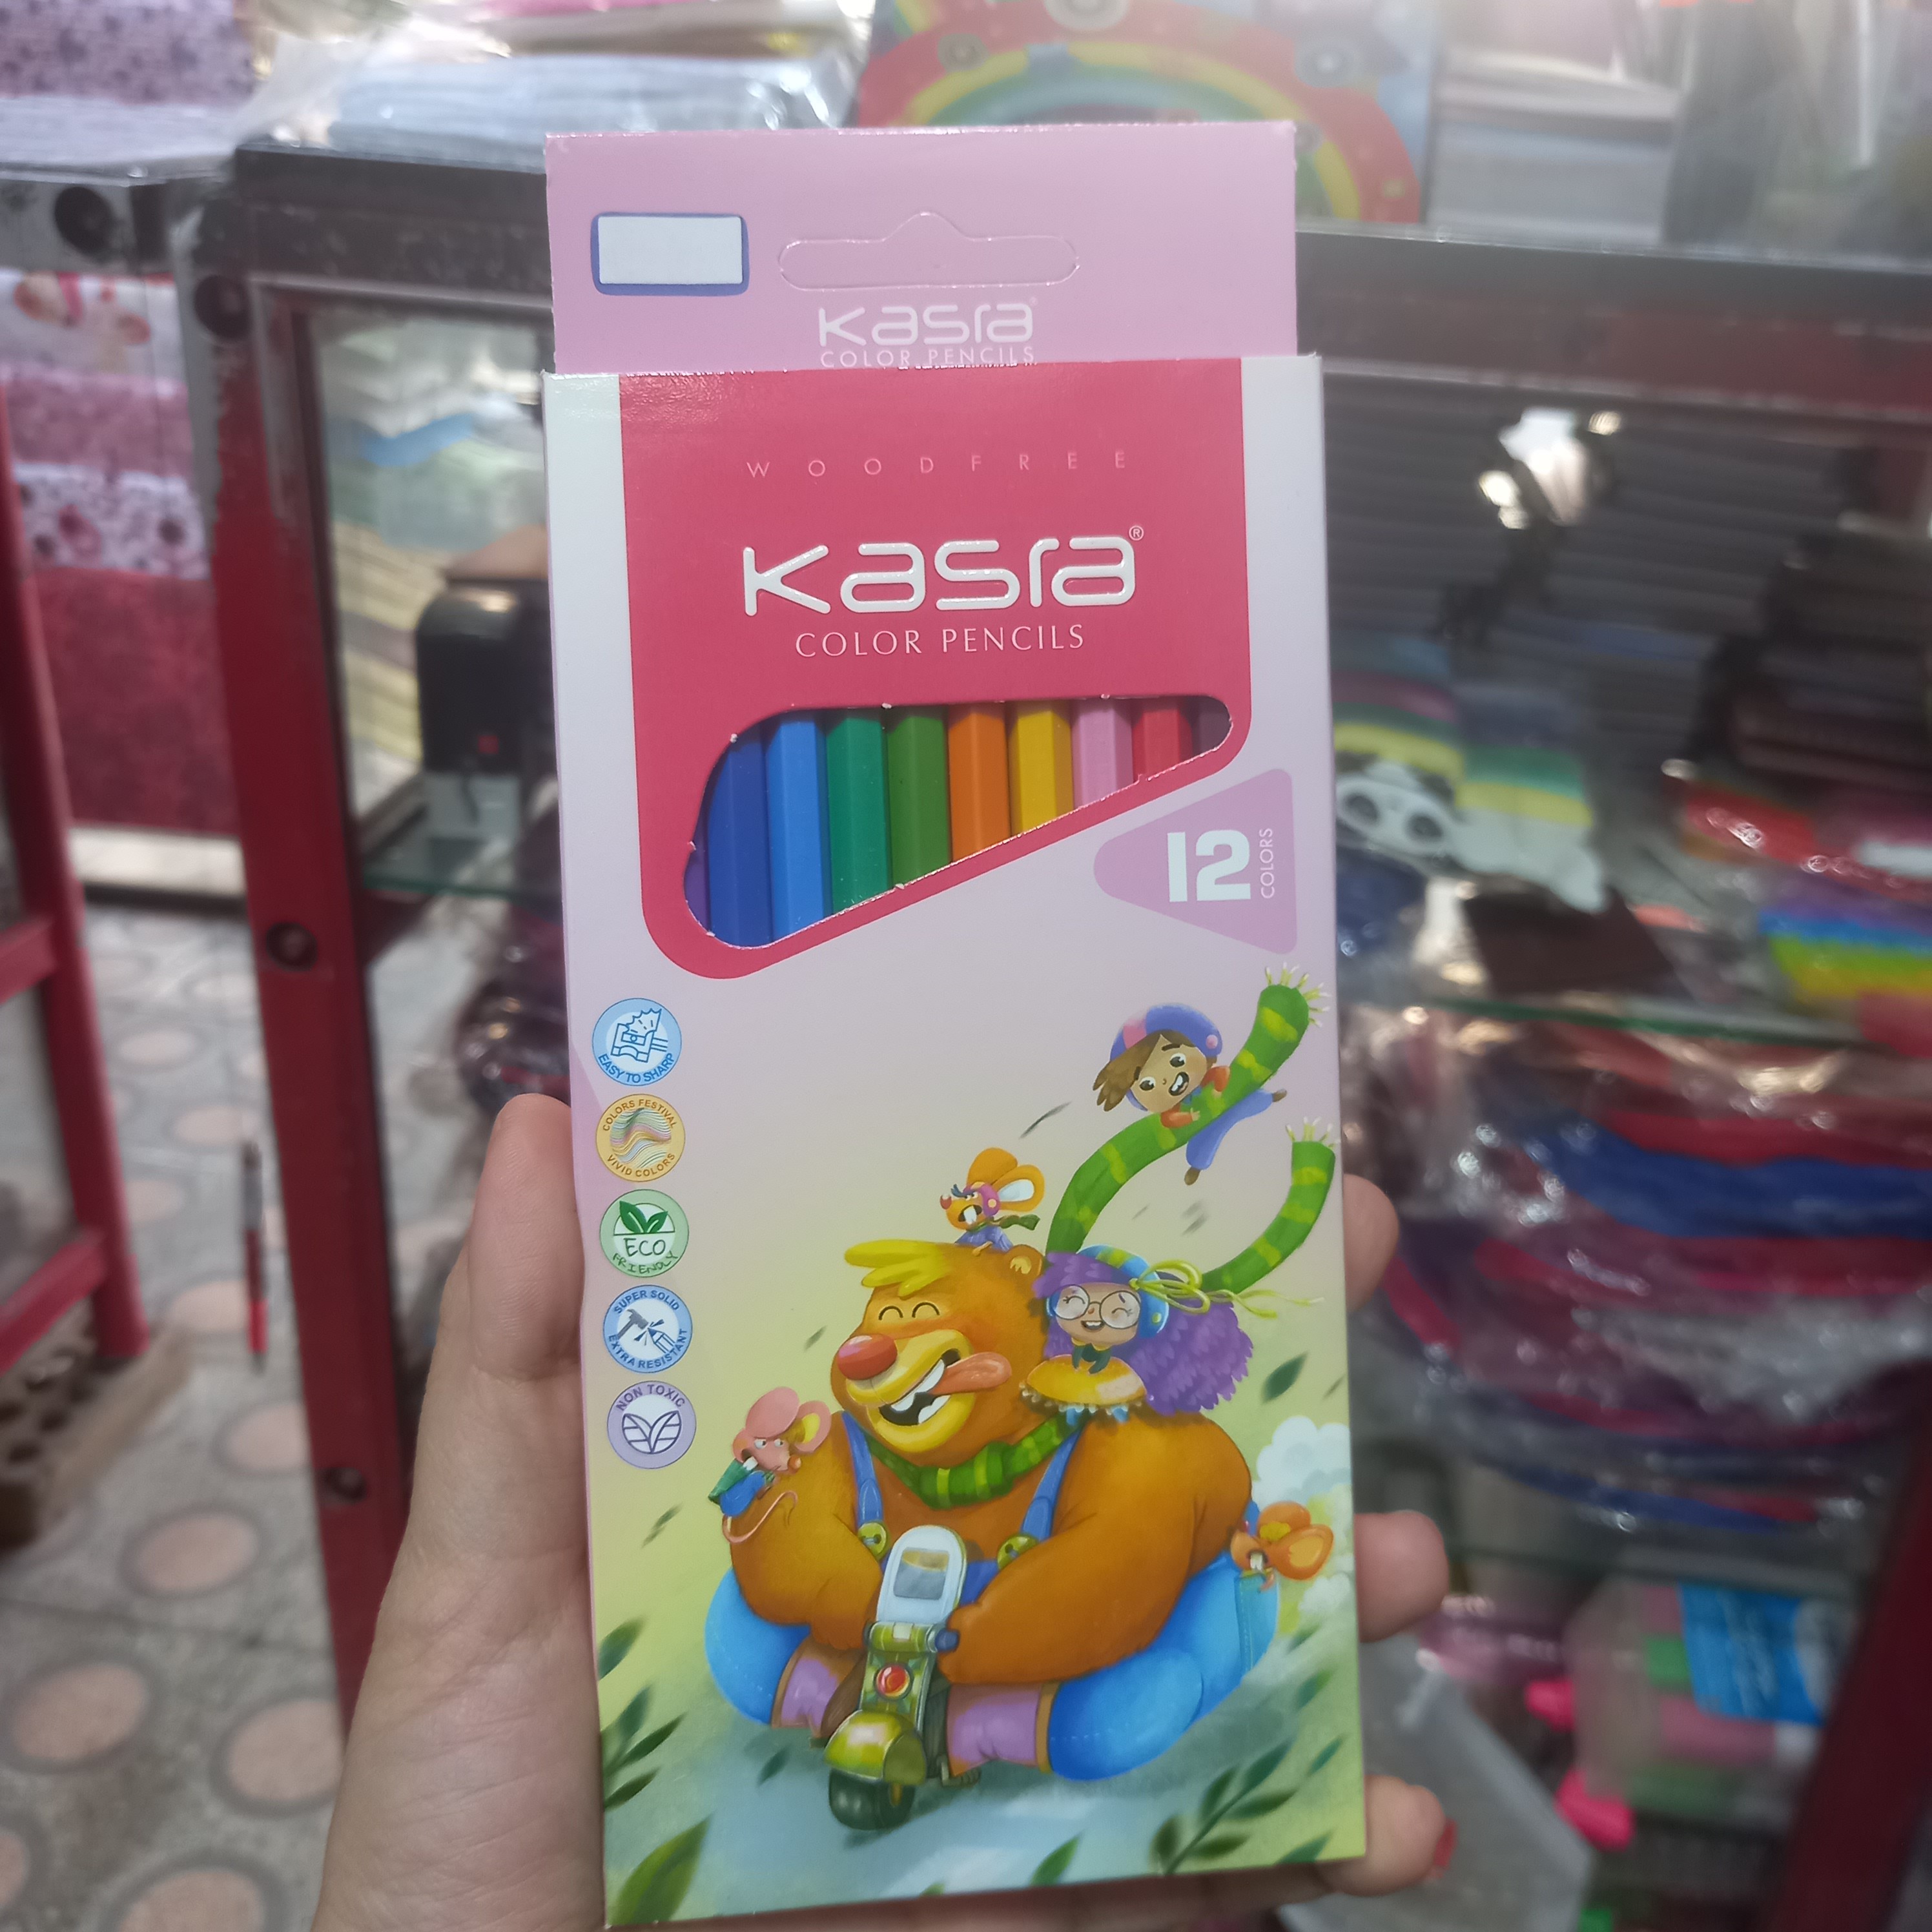 Kasra®
COLOR PENCILS
WOODFREE
Kasra®
COLOR PENCILS
12
COLORS
EASY TO SHARP
COLORS FESTIVAL
VIVID COLORS
ECO
FRIENDLY
SUPER SOLID
EXTRA RESISTANT
NON TOXIC